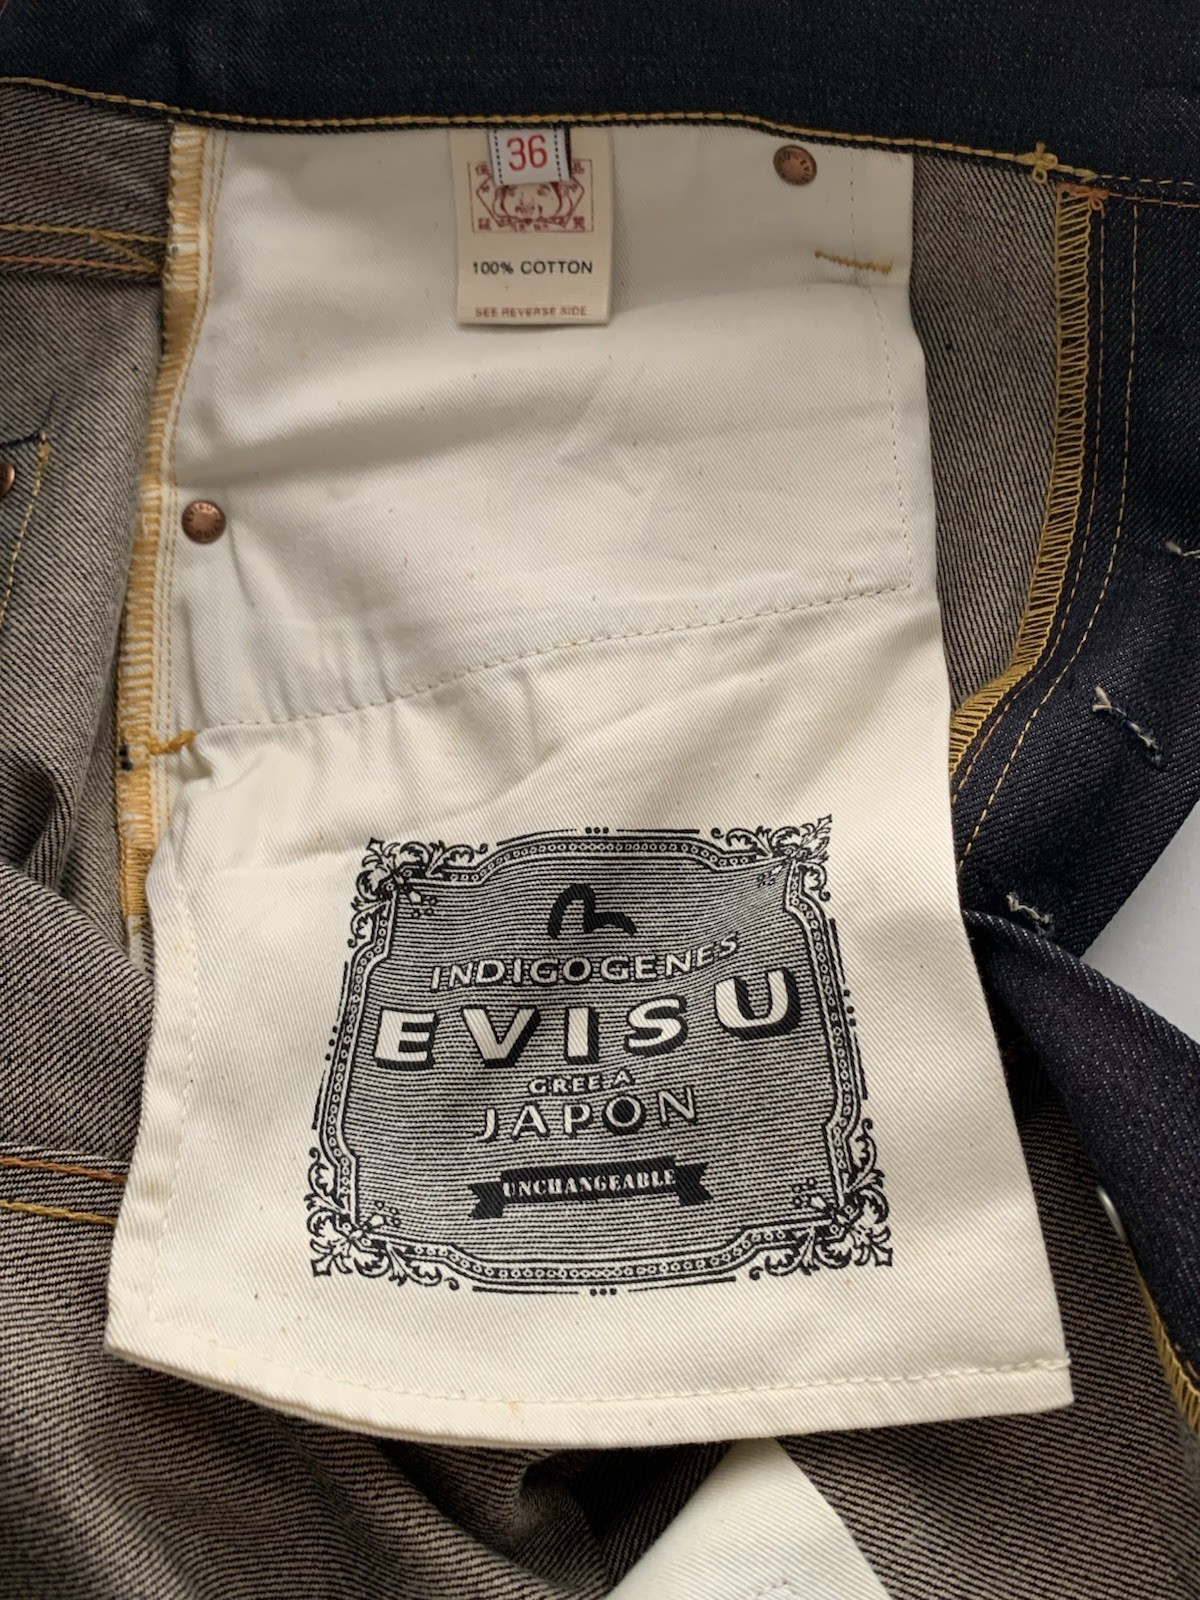 36
100% COTTON
SEE REVERSE SIDE
INDIGOGENES
EVISU
GREE.A
JAPON
UNCHANGEABLE